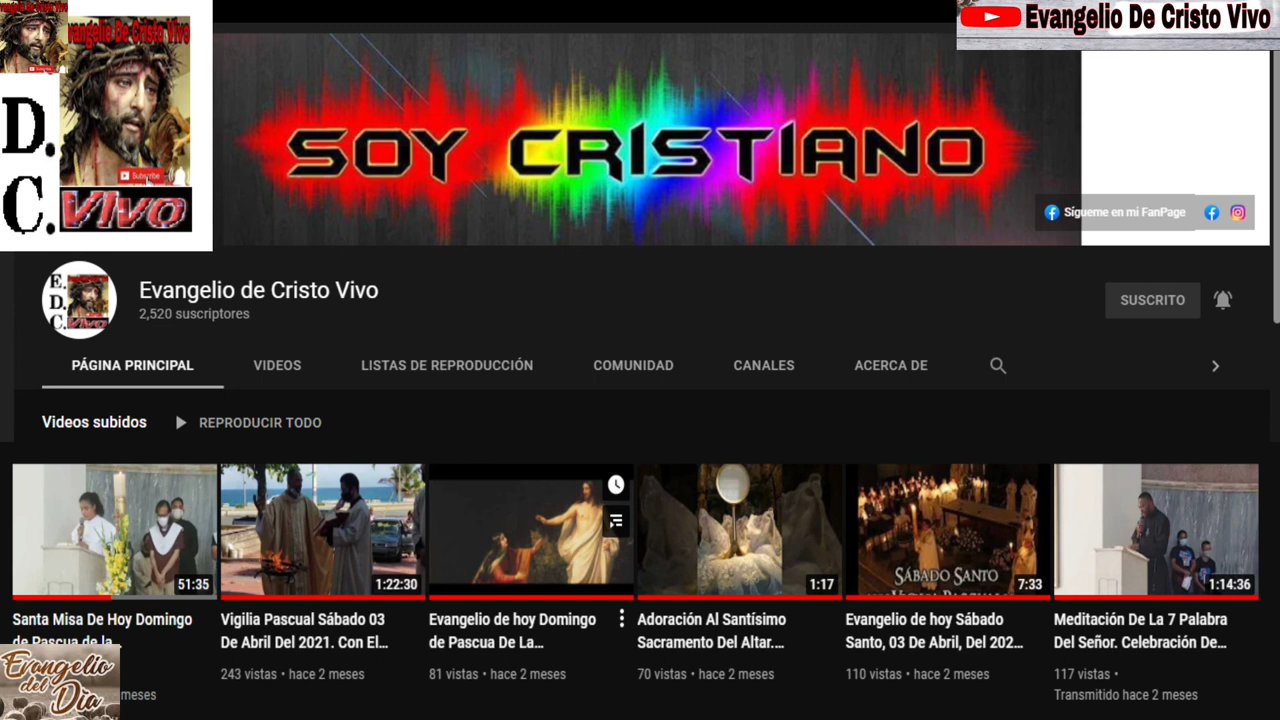 Evangelio De Cristo Vivo
Evangelio De Cristo Vivo
D.
C.
Subscribe
Vivo
SOY CRISTIANO
Sígueme en mi FanPage
E.
D.
C.
Vivo
Evangelio de Cristo Vivo
2,520 suscriptores
SUSCRITO
PÁGINA PRINCIPAL
VIDEOS
LISTAS DE REPRODUCCIÓN
COMUNIDAD
CANALES
ACERCA DE
Videos subidos
REPRODUCIR TODO
51:35
1:22:30
1:17
SÁBADO SANTO
7:33
1:14:36
Santa Misa De Hoy Domingo
de Pascua de la
meses
Vigilia Pascual Sábado 03
De Abril Del 2021. Con El...
243 vistas • hace 2 meses
Evangelio de hoy Domingo
de Pascua De La...
81 vistas • hace 2 meses
Adoración Al Santísimo
Sacramento Del Altar....
70 vistas • hace 2 meses
Evangelio de hoy Sábado
Santo, 03 De Abril, Del 202...
110 vistas • hace 2 meses
Meditación De La 7 Palabra
Del Señor. Celebración De...
117 vistas •
Transmitido hace 2 meses
Evangelio
del Dia